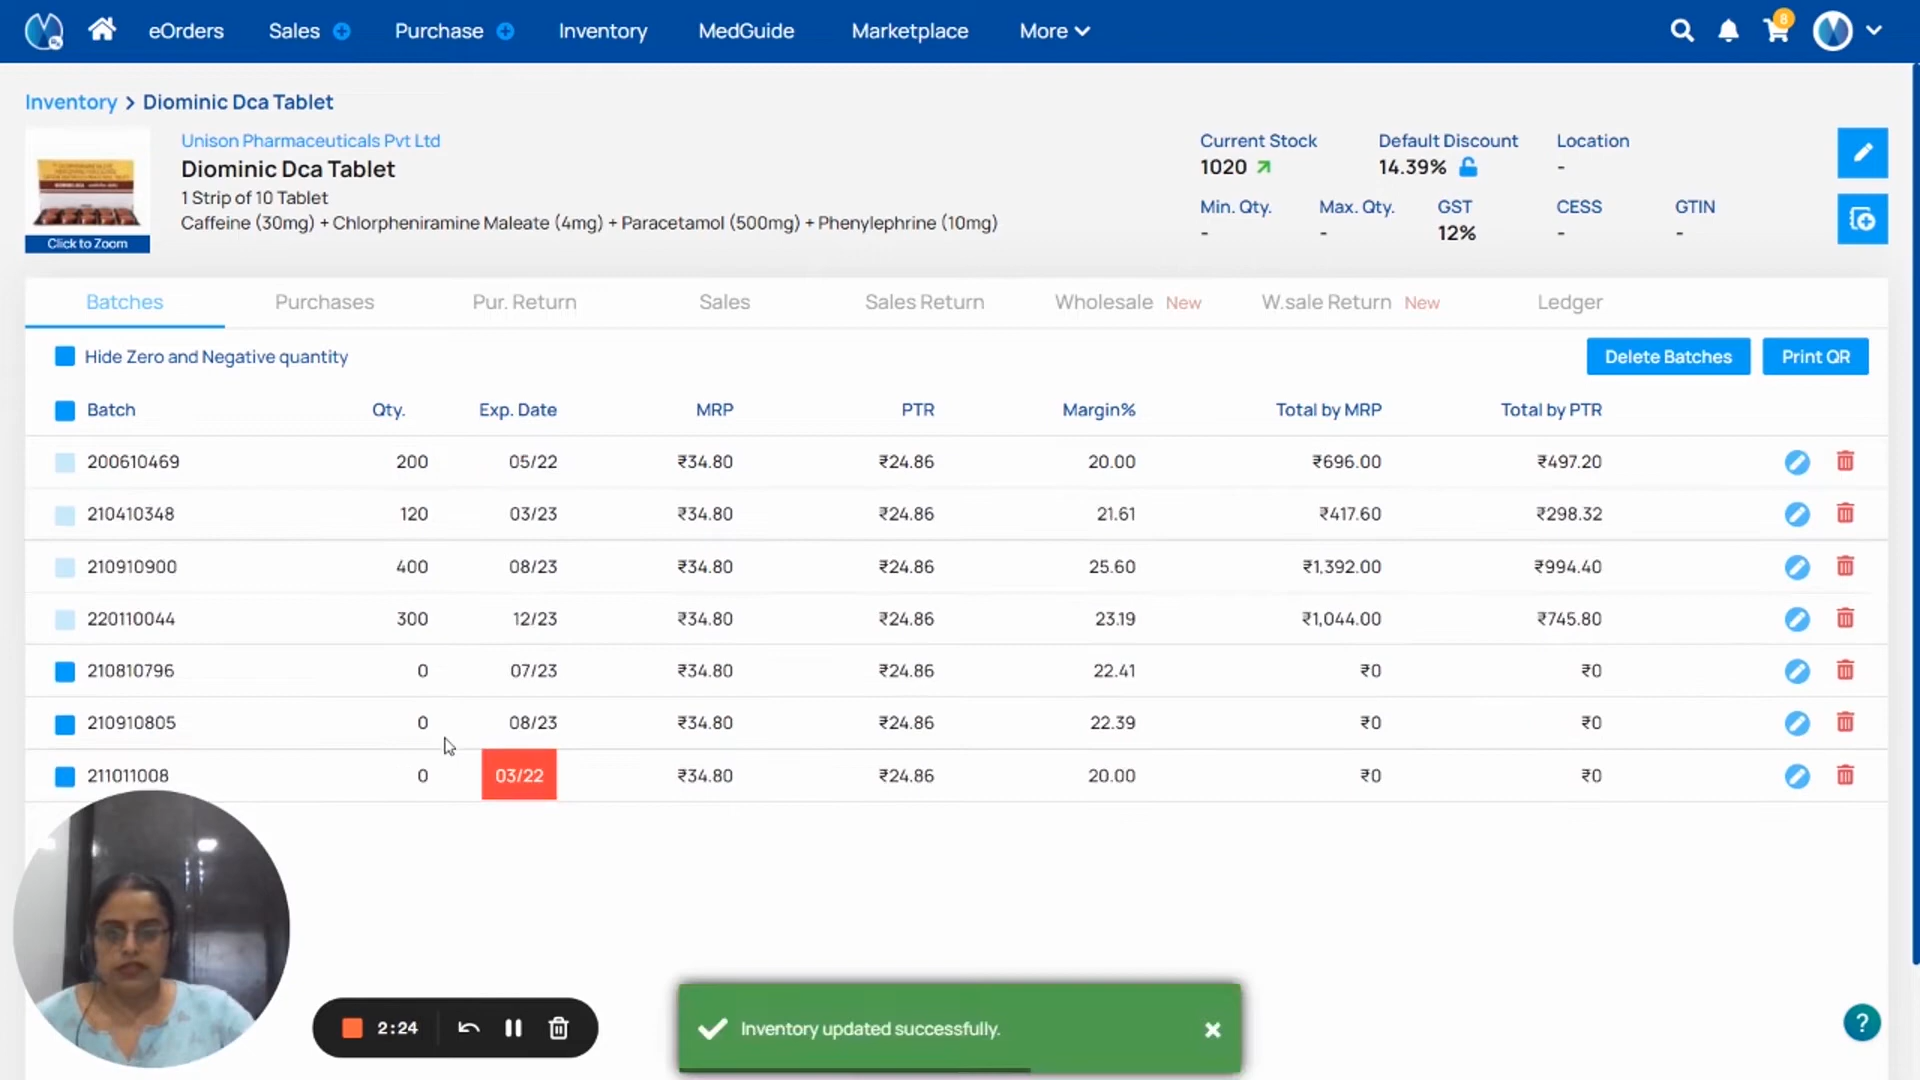 eOrders Sales Purchase Inventory MedGuide Marketplace More 8
Inventory > Diominic Dca Tablet
Unison Pharmaceuticals Pvt Ltd
Diominic Dca Tablet
1 Strip of 10 Tablet
Caffeine (30mg) + Chlorpheniramine Maleate (4mg) + Paracetamol (500mg) + Phenylephrine (10mg)
Click to Zoom
Current Stock Default Discount Location
1020 14.39% -
Min. Qty. Max. Qty. GST CESS GTIN
- - 12% - -
Batches Purchases Pur. Return Sales Sales Return Wholesale New W.sale Return New Ledger
Hide Zero and Negative quantity Delete Batches Print QR
Batch Qty. Exp. Date MRP PTR Margin% Total by MRP Total by PTR
200610469 200 05/22 ₹34.80 ₹24.86 20.00 ₹696.00 ₹497.20
210410348 120 03/23 ₹34.80 ₹24.86 21.61 ₹417.60 ₹298.32
210910900 400 08/23 ₹34.80 ₹24.86 25.60 ₹1,392.00 ₹994.40
220110044 300 12/23 ₹34.80 ₹24.86 23.19 ₹1,044.00 ₹745.80
210810796 0 07/23 ₹34.80 ₹24.86 22.41 ₹0 ₹0
210910805 0 08/23 ₹34.80 ₹24.86 22.39 ₹0 ₹0
211011008 0 03/22 ₹34.80 ₹24.86 20.00 ₹0 ₹0
2:24
Inventory updated successfully.
?